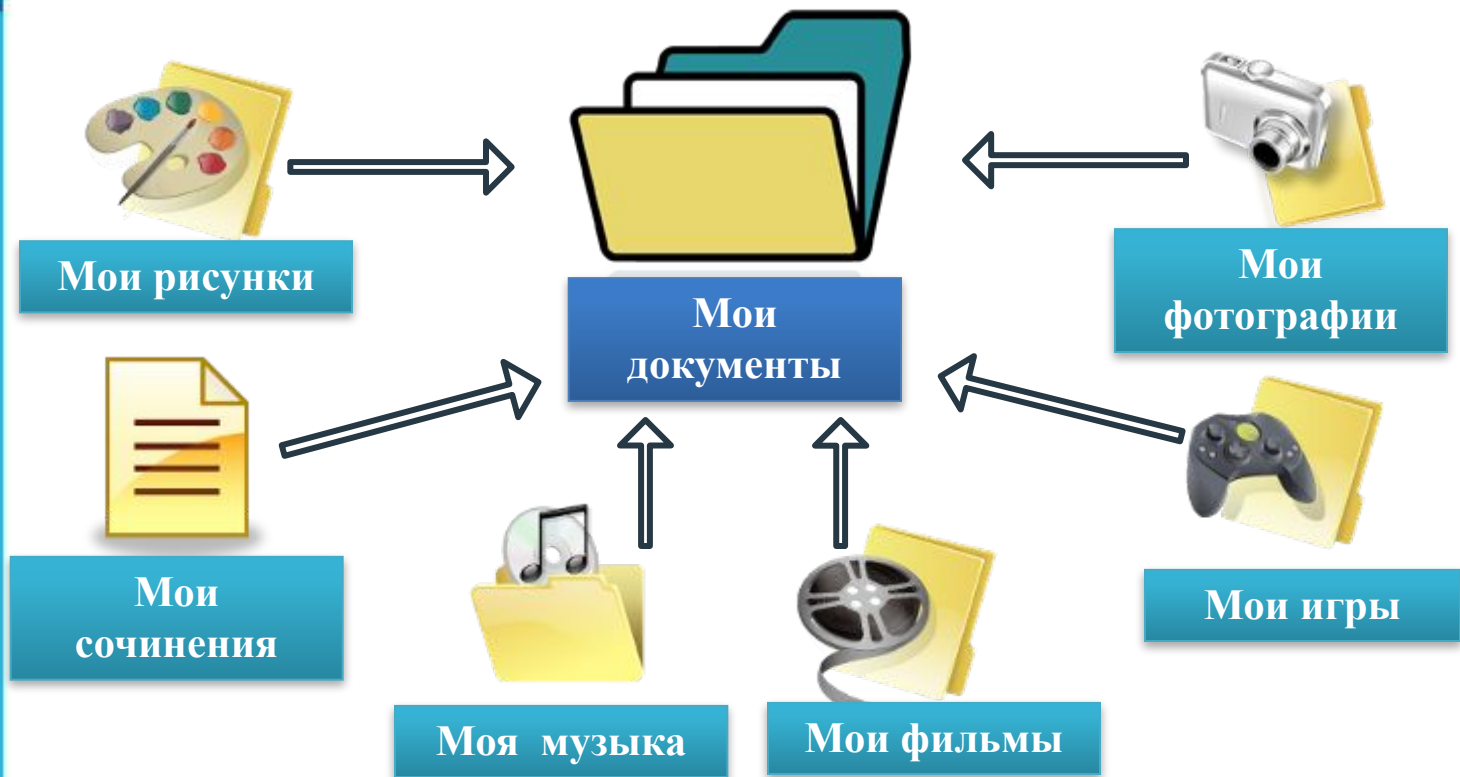 Мои рисунки
Мои
документы
Мои
фотографии
Мои
сочинения
Моя музыка
Мои фильмы
Мои игры